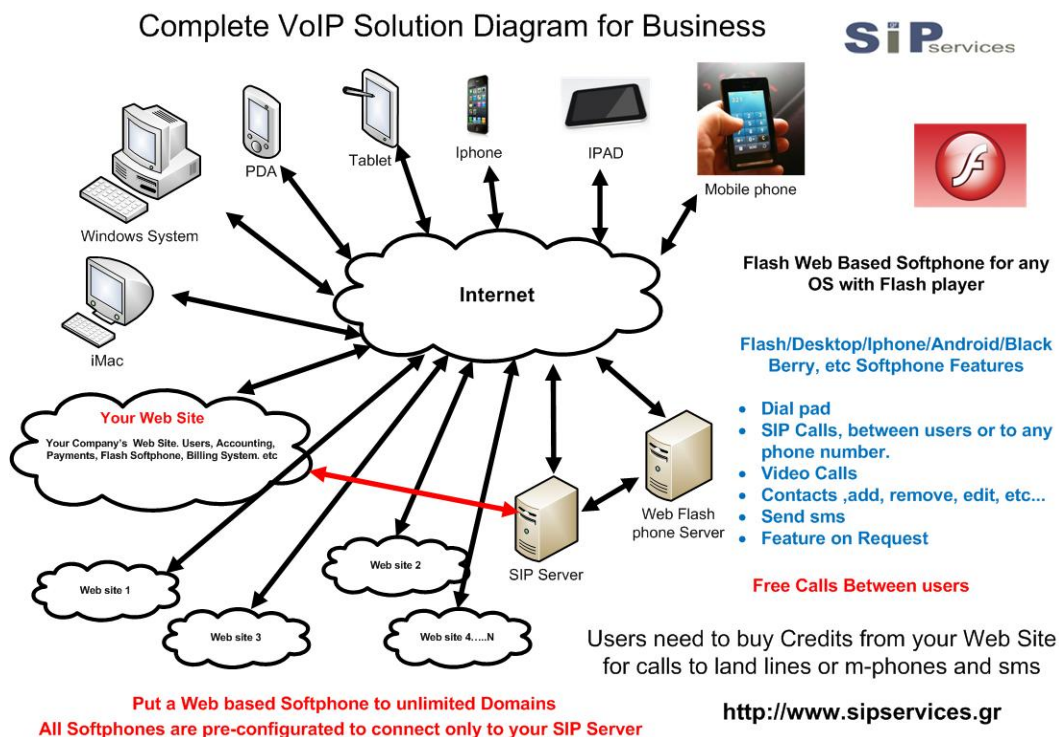 Complete VoIP Solution Diagram for Business
SiP services
gr
PDA
Tablet
Iphone
IPAD
Mobile phone
Windows System
iMac
Internet
Flash Web Based Softphone for any
OS with Flash player
Flash/Desktop/Iphone/Android/Black
Berry, etc Softphone Features
• Dial pad
• SIP Calls, between users or to any
phone number.
• Video Calls
• Contacts ,add, remove, edit, etc...
• Send sms
• Feature on Request
Free Calls Between users
Your Web Site
Your Company's Web Site. Users, Accounting,
Payments, Flash Softphone, Billing System. etc
Web Flash
phone Server
SIP Server
Web site 1
Web site 2
Web site 3
Web site 4…..N
Users need to buy Credits from your Web Site
for calls to land lines or m-phones and sms
Put a Web based Softphone to unlimited Domains
All Softphones are pre-configurated to connect only to your SIP Server
http://www.sipservices.gr